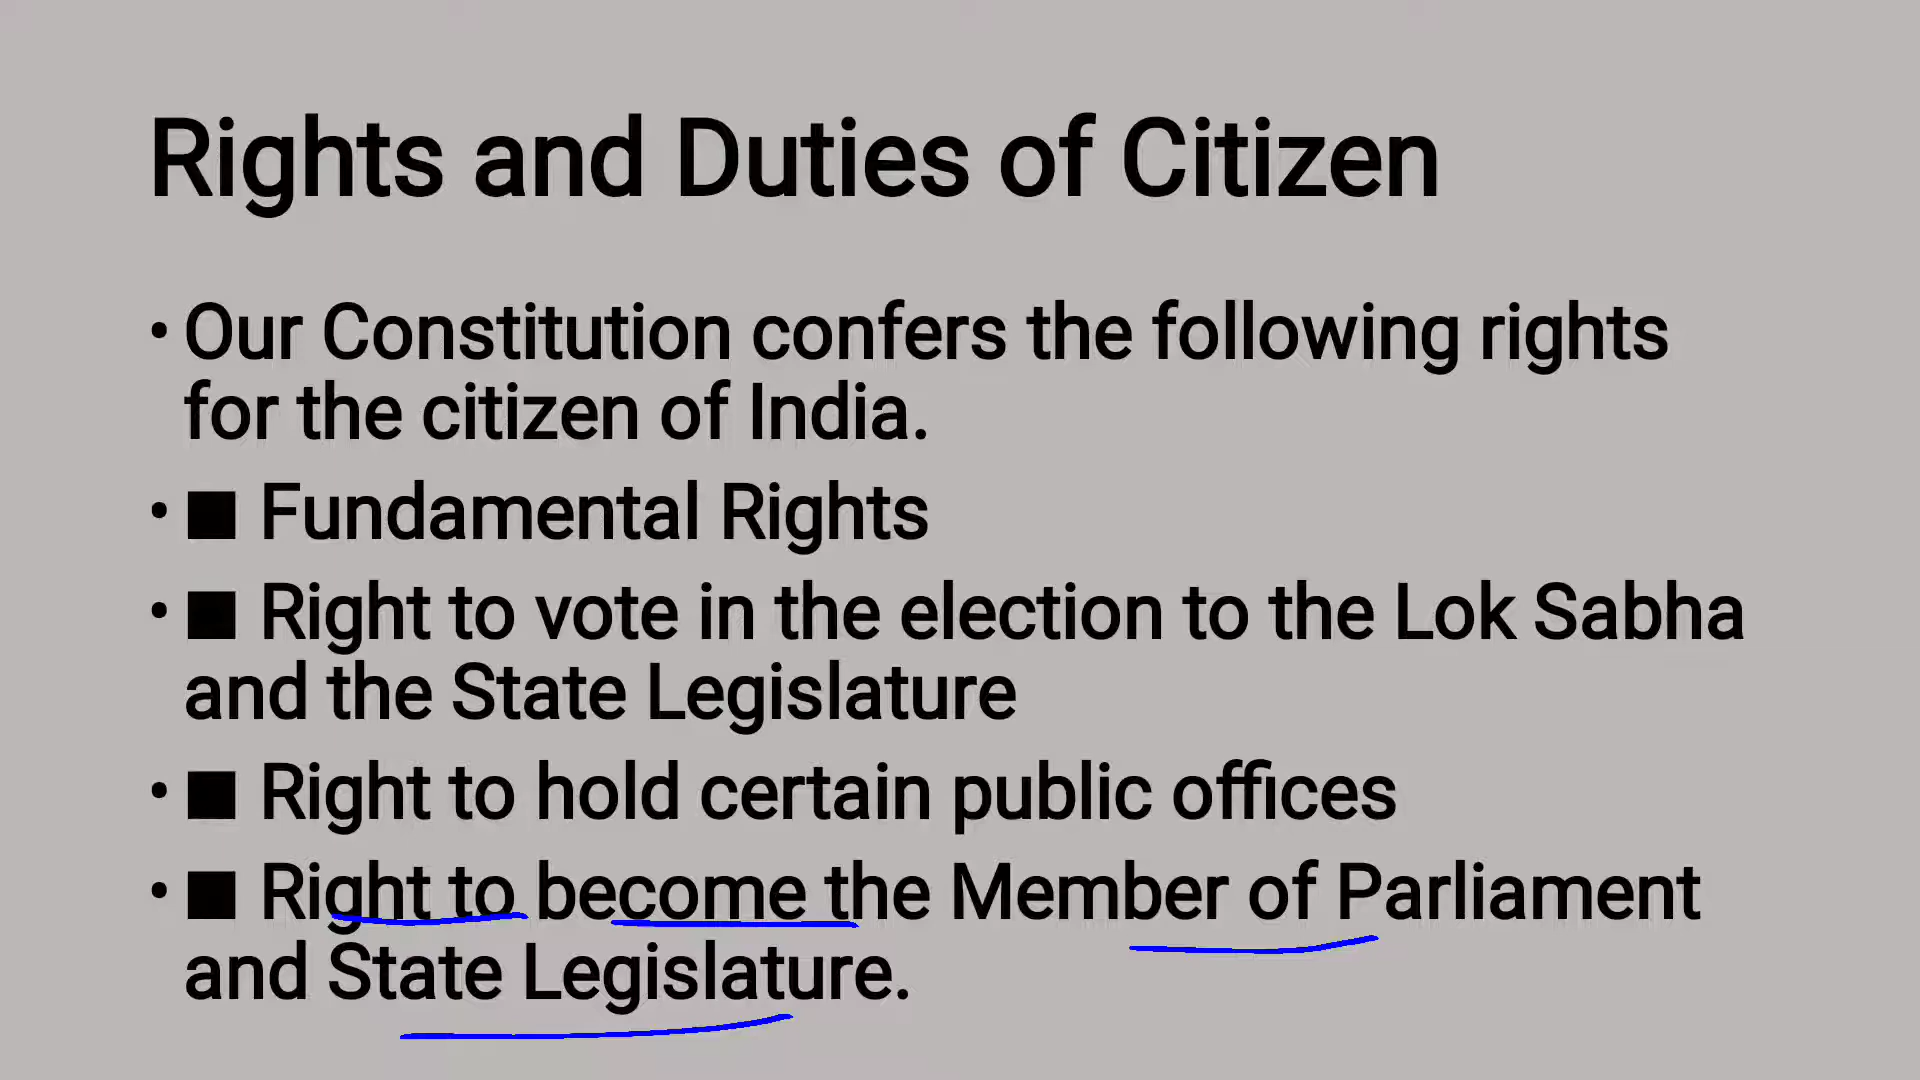 Rights and Duties of Citizen
• Our Constitution confers the following rights
for the citizen of India.
• ■ Fundamental Rights
• ■ Right to vote in the election to the Lok Sabha
and the State Legislature
• ■ Right to hold certain public offices
• ■ Right to become the Member of Parliament
and State Legislature.